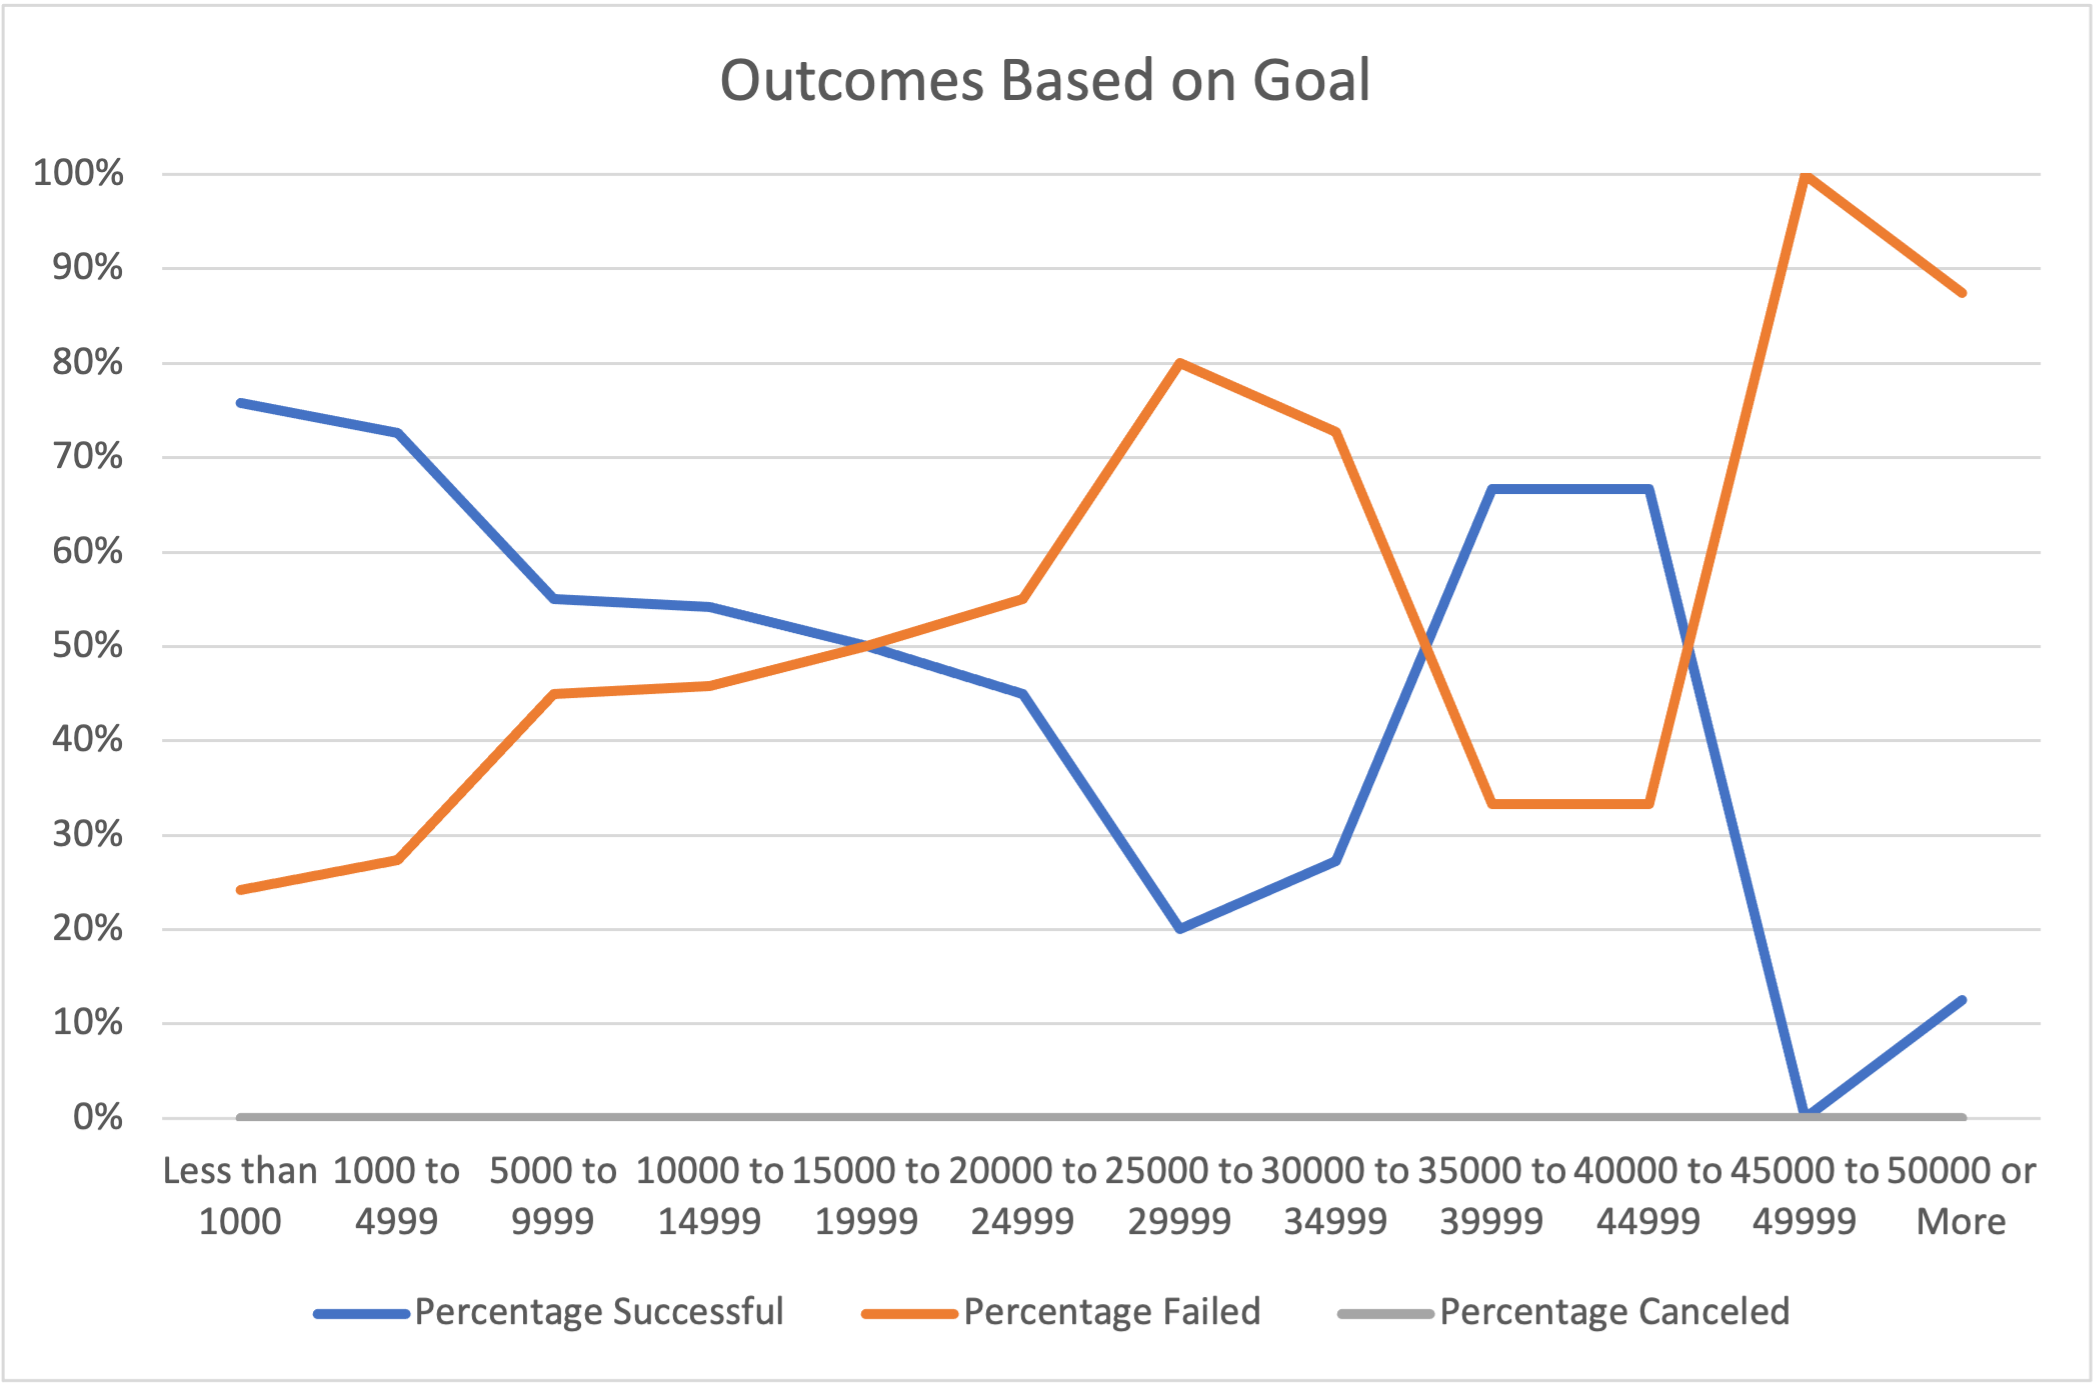 Outcomes Based on Goal
100%
90%
80%
70%
60%
50%
40%
30%
20%
10%
0%
Less than 1000 to 5000 to 10000 to 15000 to 20000 to 25000 to 30000 to 35000 to 40000 to 45000 to 50000 or
1000 4999 9999 14999 19999 24999 29999 34999 39999 44999 49999 More
Percentage Successful Percentage Failed Percentage Canceled